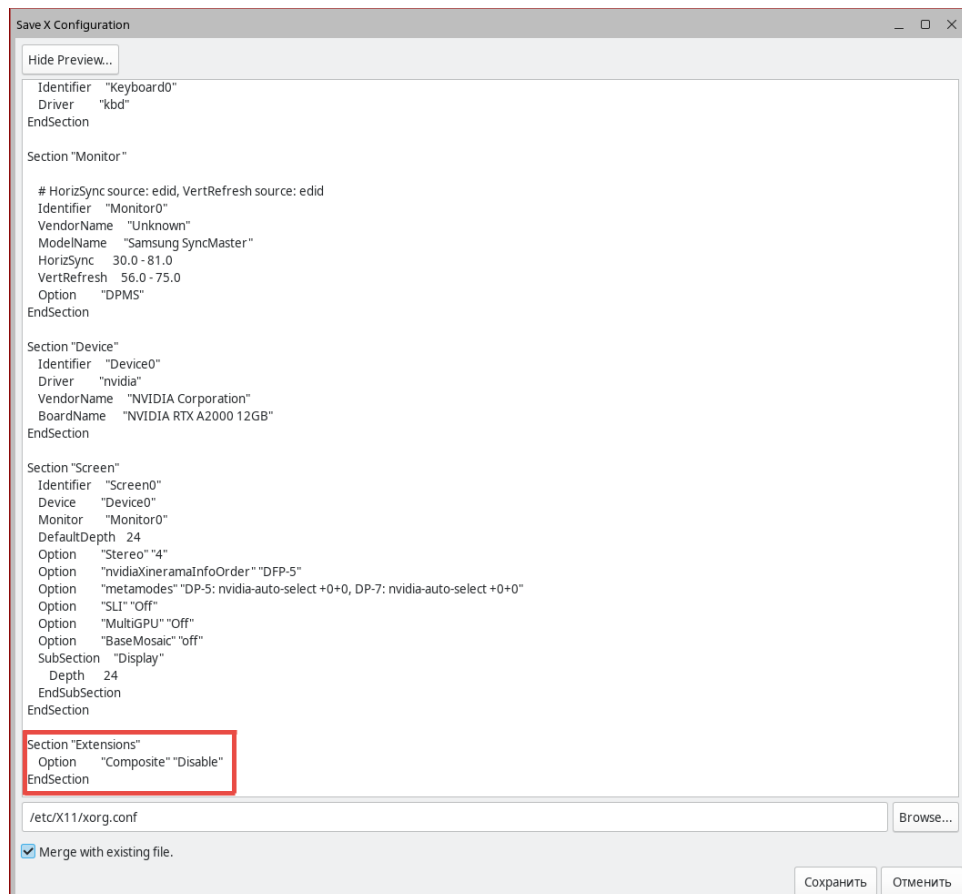 Save X Configuration
Hide Preview...
Identifier "Keyboard0"
Driver "kbd"
EndSection
Section "Monitor"
# HorizSync source: edid, VertRefresh source: edid
Identifier "Monitor0"
VendorName "Unknown"
ModelName "Samsung SyncMaster"
HorizSync 30.0 - 81.0
VertRefresh 56.0 - 75.0
Option "DPMS"
EndSection
Section "Device"
Identifier "Device0"
Driver "nvidia"
VendorName "NVIDIA Corporation"
BoardName "NVIDIA RTX A2000 12GB"
EndSection
Section "Screen"
Identifier "Screen0"
Device "Device0"
Monitor "Monitor0"
DefaultDepth 24
Option "Stereo" "4"
Option "nvidiaXineramaInfoOrder" "DFP-5"
Option "metamodes" "DP-5: nvidia-auto-select +0+0, DP-7: nvidia-auto-select +0+0"
Option "SLI" "Off"
Option "MultiGPU" "Off"
Option "BaseMosaic" "off"
SubSection "Display"
Depth 24
EndSubSection
EndSection
Section "Extensions"
Option "Composite" "Disable"
EndSection
/etc/X11/xorg.conf
Browse...
Merge with existing file.
Сохранить Отменить